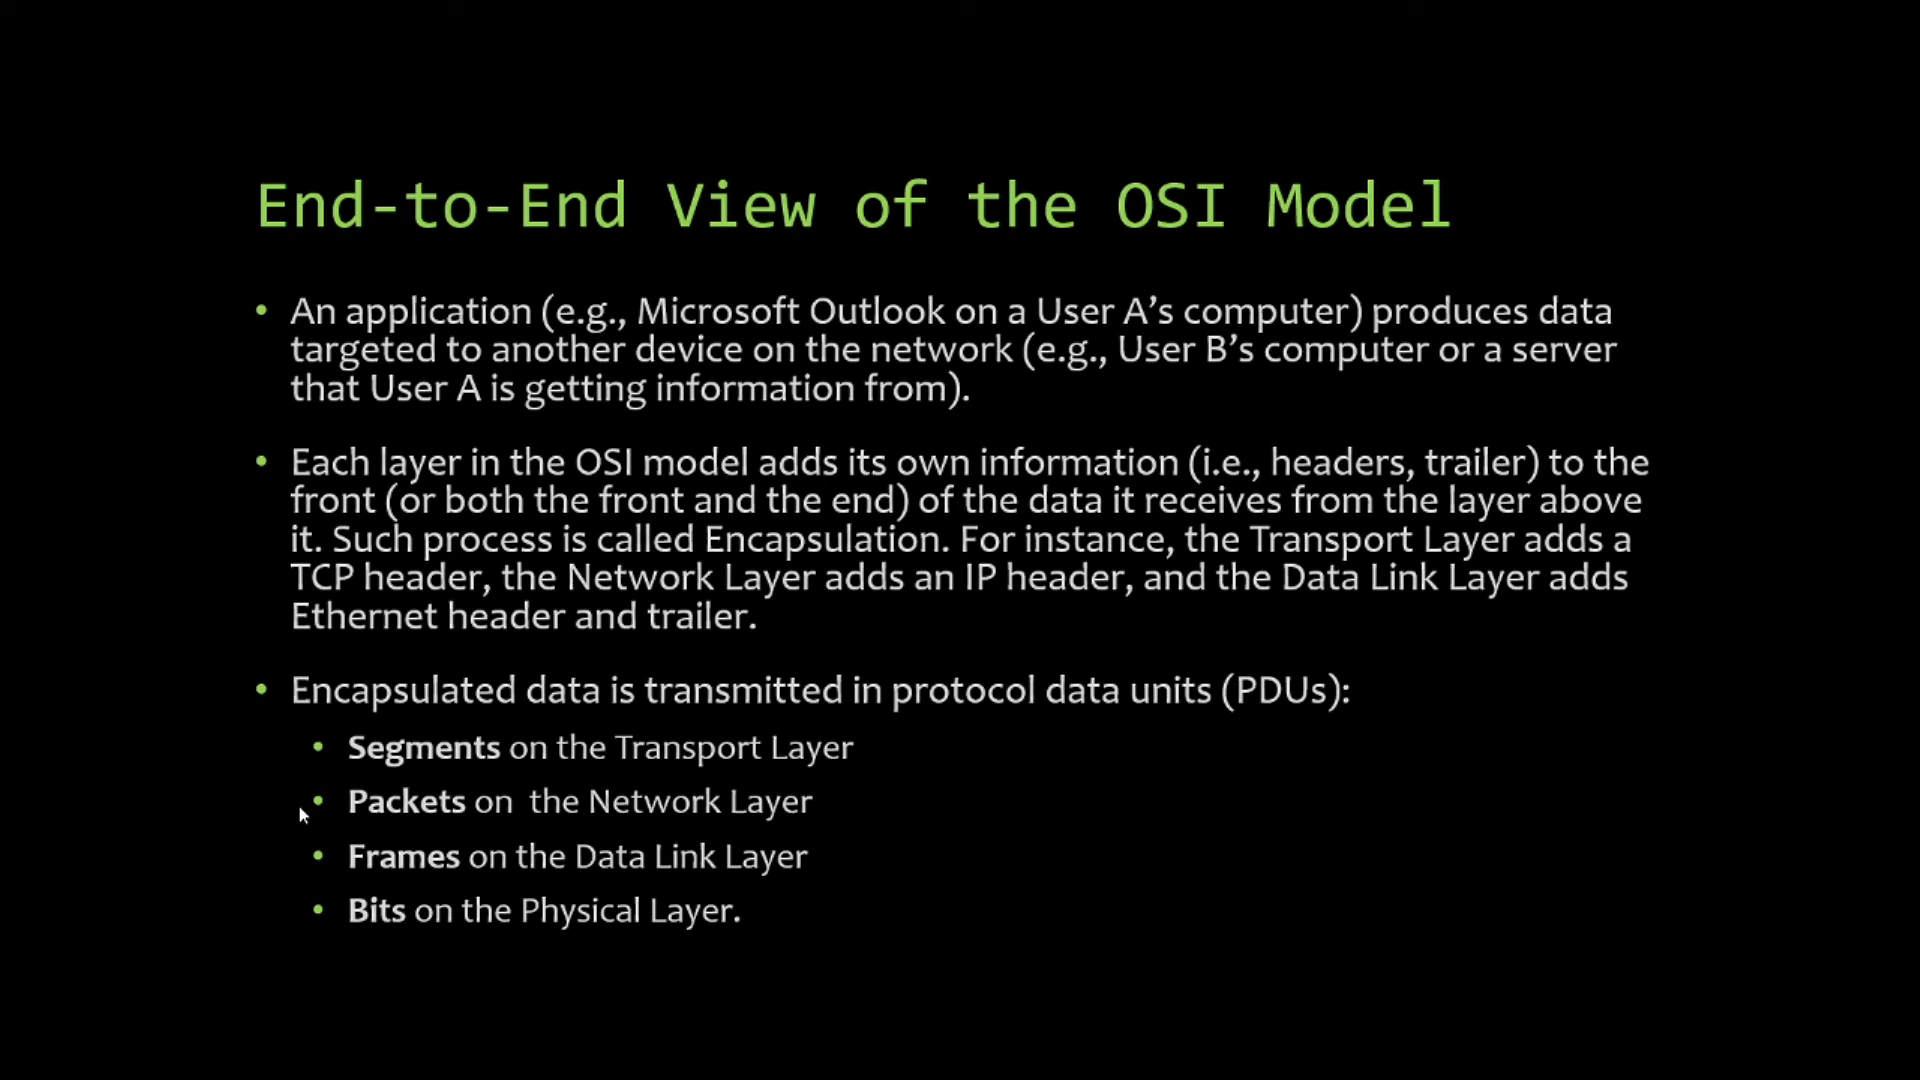 End-to-End View of the OSI Model
• An application (e.g., Microsoft Outlook on a User A’s computer) produces data
targeted to another device on the network (e.g., User B’s computer or a server
that User A is getting information from).
• Each layer in the OSI model adds its own information (i.e., headers, trailer) to the
front (or both the front and the end) of the data it receives from the layer above
it. Such process is called Encapsulation. For instance, the Transport Layer adds a
TCP header, the Network Layer adds an IP header, and the Data Link Layer adds
Ethernet header and trailer.
• Encapsulated data is transmitted in protocol data units (PDUs):
• Segments on the Transport Layer
• Packets on  the Network Layer
• Frames on the Data Link Layer
• Bits on the Physical Layer.